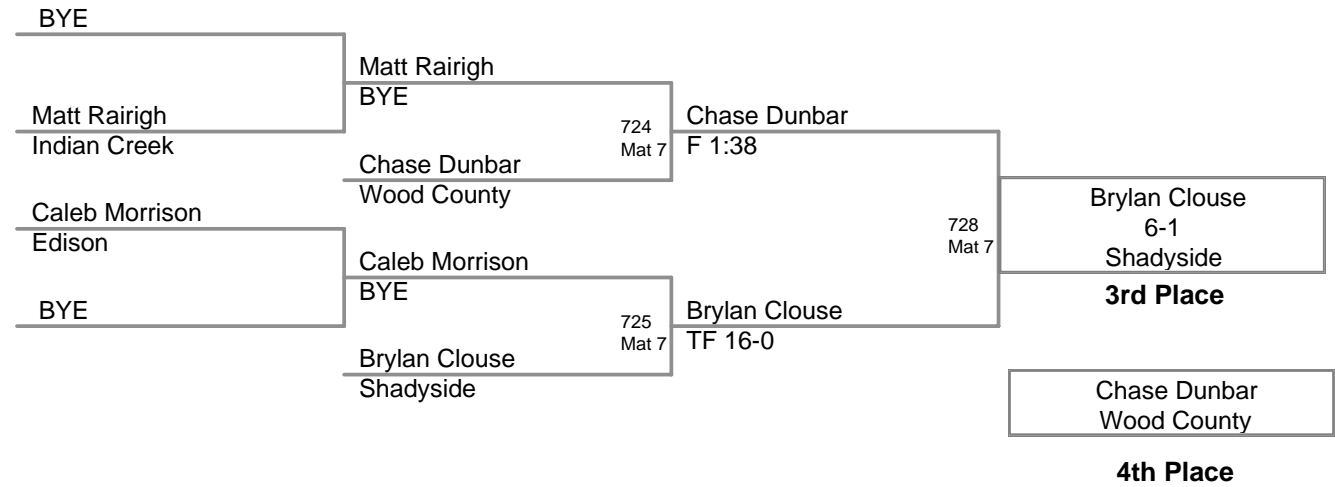 BYE
Matt Rairigh
Indian Creek
Caleb Morrison
Edison
BYE
Matt Rairigh
BYE
724
Mat 7
Chase Dunbar
Wood County
Caleb Morrison
BYE
725
Mat 7
Brylan Clouse
Shadyside
Chase Dunbar
F 1:38
728
Mat 7
Brylan Clouse
TF 16-0
Brylan Clouse
6-1
Shadyside
3rd Place
Chase Dunbar
Wood County
4th Place